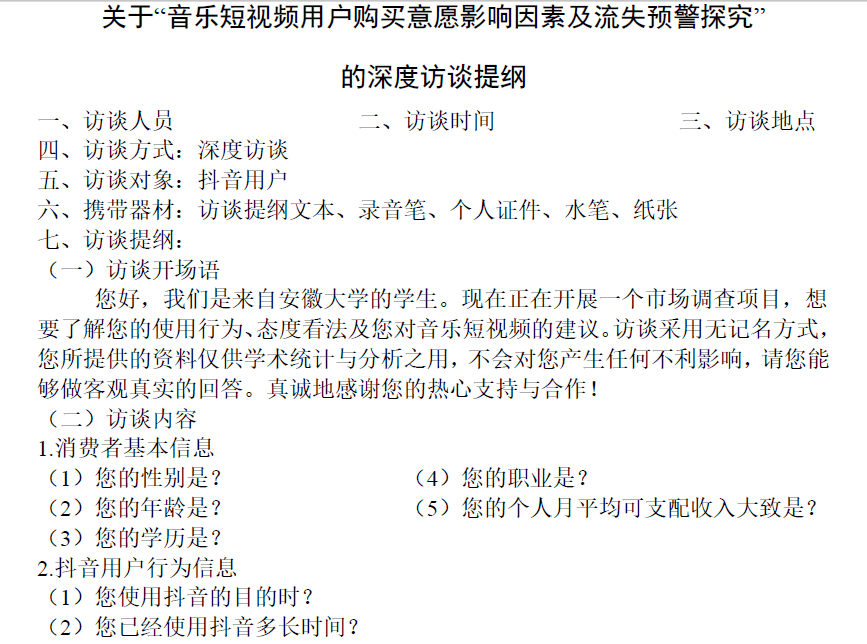 关于“音乐短视频用户购买意愿影响因素及流失预警探究”
的深度访谈提纲
一、访谈人员 二、访谈时间 三、访谈地点
四、访谈方式：深度访谈
五、访谈对象：抖音用户
六、携带器材：访谈提纲文本、录音笔、个人证件、水笔、纸张
七、访谈提纲：
（一）访谈开场语
您好，我们是来自安徽大学的学生。现在正在开展一个市场调查项目，想
要了解您的使用行为、态度看法及您对音乐短视频的建议。访谈采用无记名方式，
您所提供的资料仅供学术统计与分析之用，不会对您产生任何不利影响，请您能
够做客观真实的回答。真诚地感谢您的热心支持与合作！
（二）访谈内容
1.消费者基本信息
（1）您的性别是？ （4）您的职业是？
（2）您的年龄是？ （5）您的个人月平均可支配收入大致是？
（3）您的学历是？
2.抖音用户行为信息
（1）您使用抖音的目的时？
（2）您已经使用抖音多长时间？